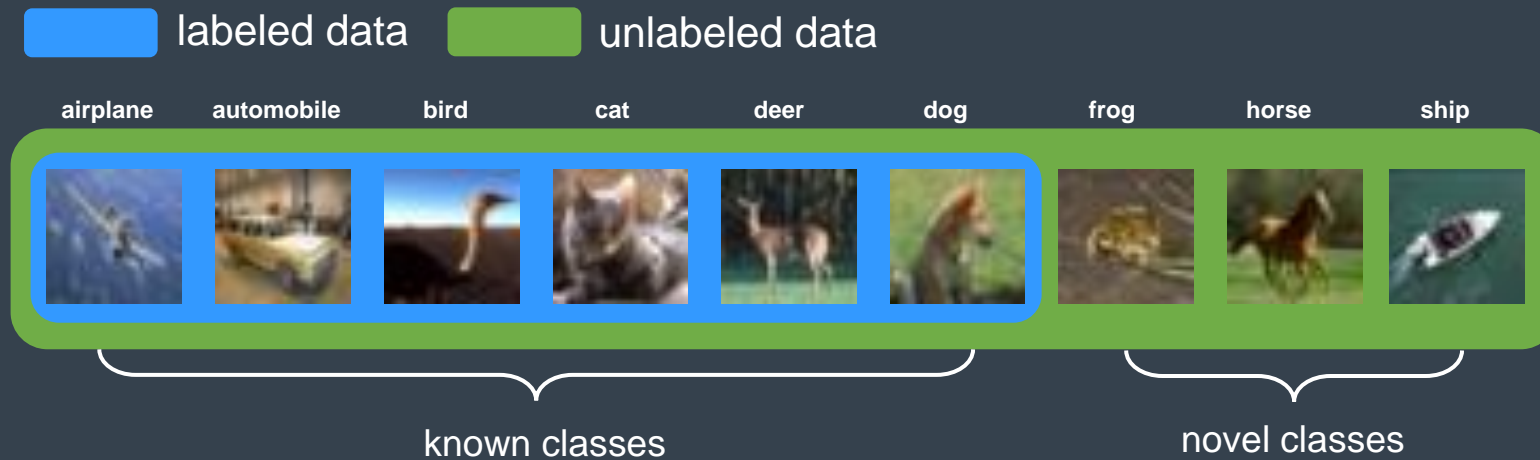 labeled data unlabeled data
airplane automobile bird cat deer dog frog horse ship
known classes novel classes